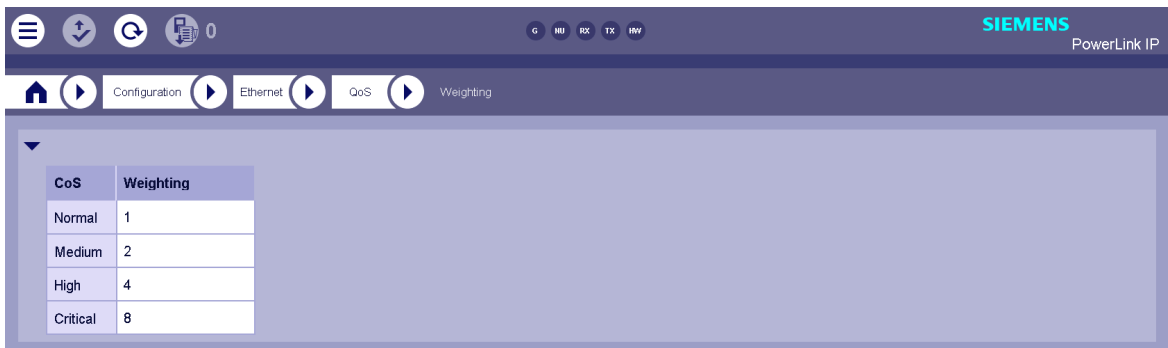 0 G NU RX TX HW SIEMENS
PowerLink IP
Configuration Ethernet QoS Weighting
CoS Weighting
Normal 1
Medium 2
High 4
Critical 8